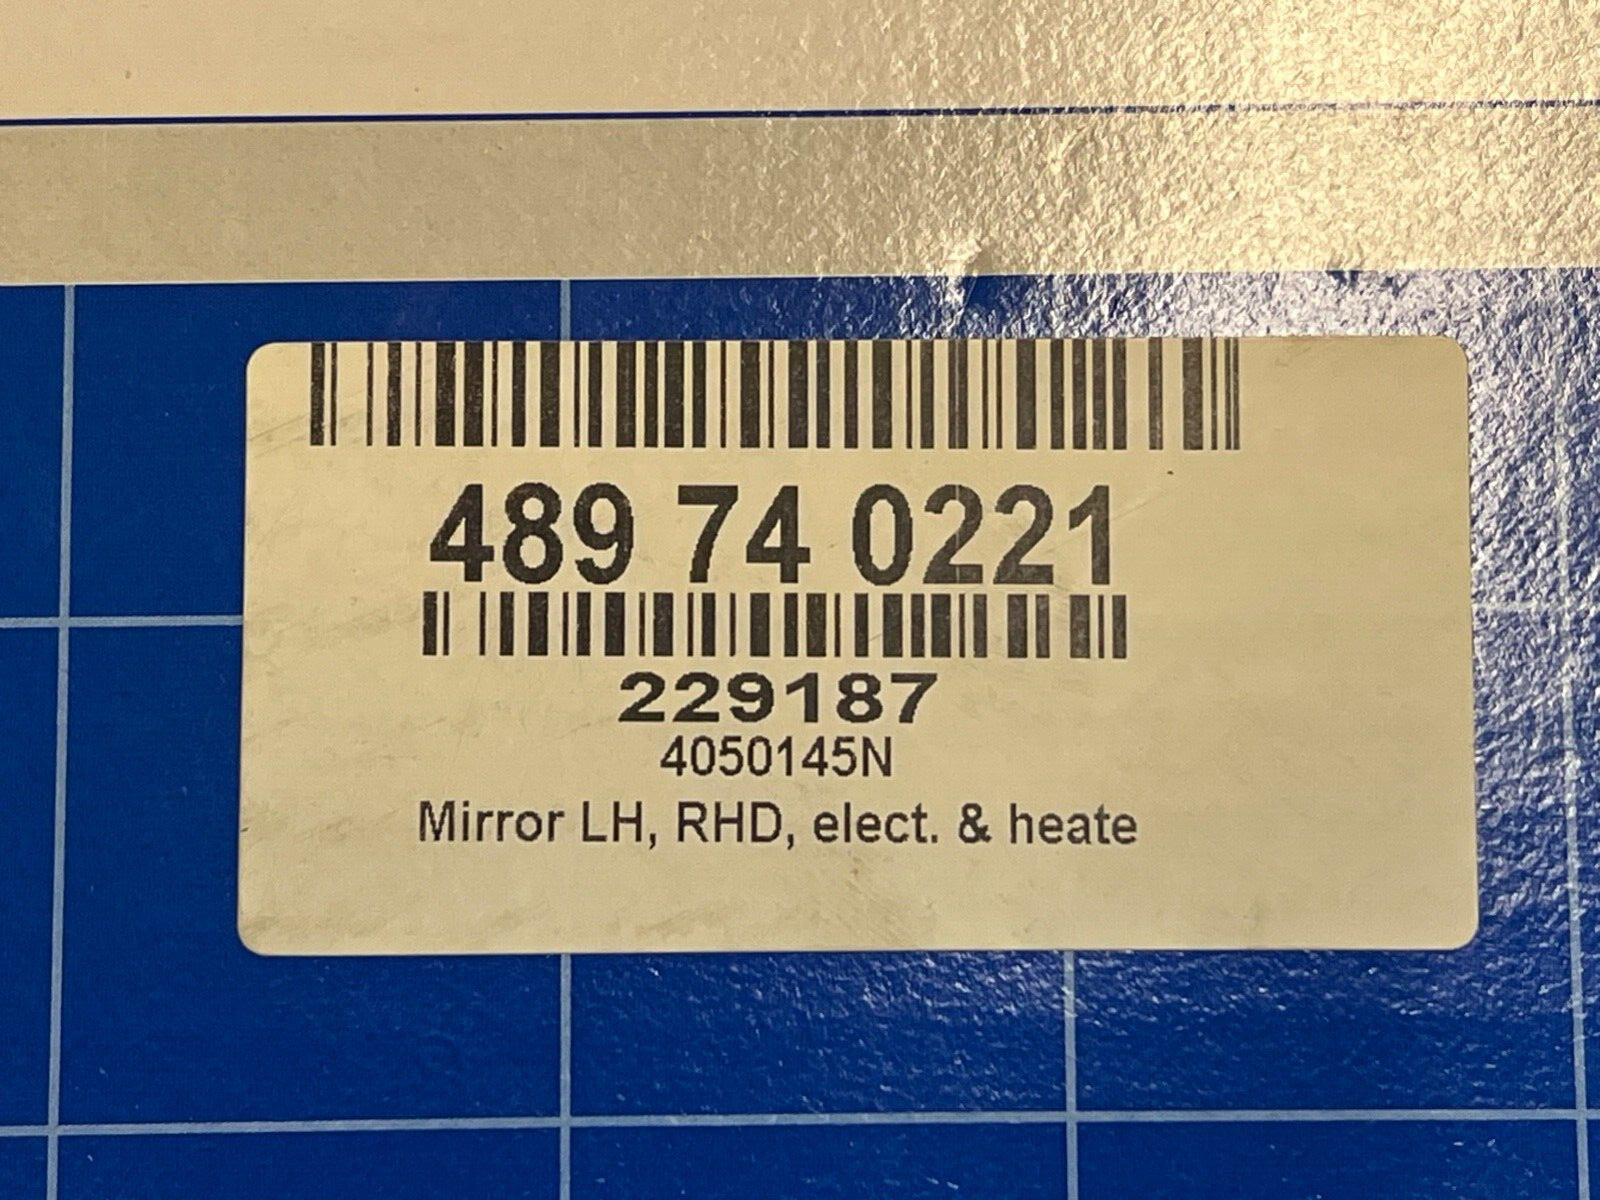 489 74 0221
229187
4050145N
Mirror LH, RHD, elect. & heate